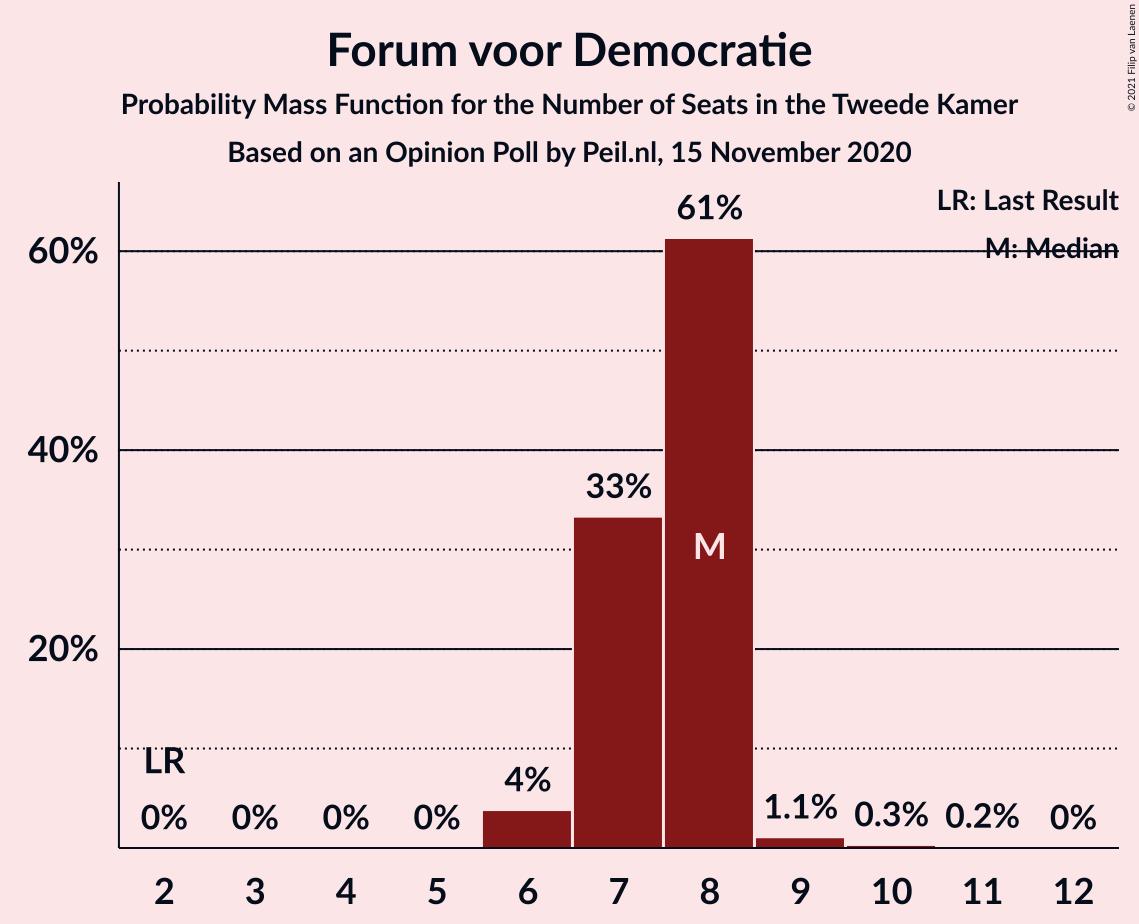 Forum voor Democratie
Probability Mass Function for the Number of Seats in the Tweede Kamer
Based on an Opinion Poll by Peil.nl, 15 November 2020
© 2021 Filip van Laenen
LR: Last Result
M: Median
60%
40%
20%
61%
33%
M
LR
0%
0%
0%
0%
4%
1.1%
0.3%
0.2%
0%
2 3 4 5 6 7 8 9 10 11 12